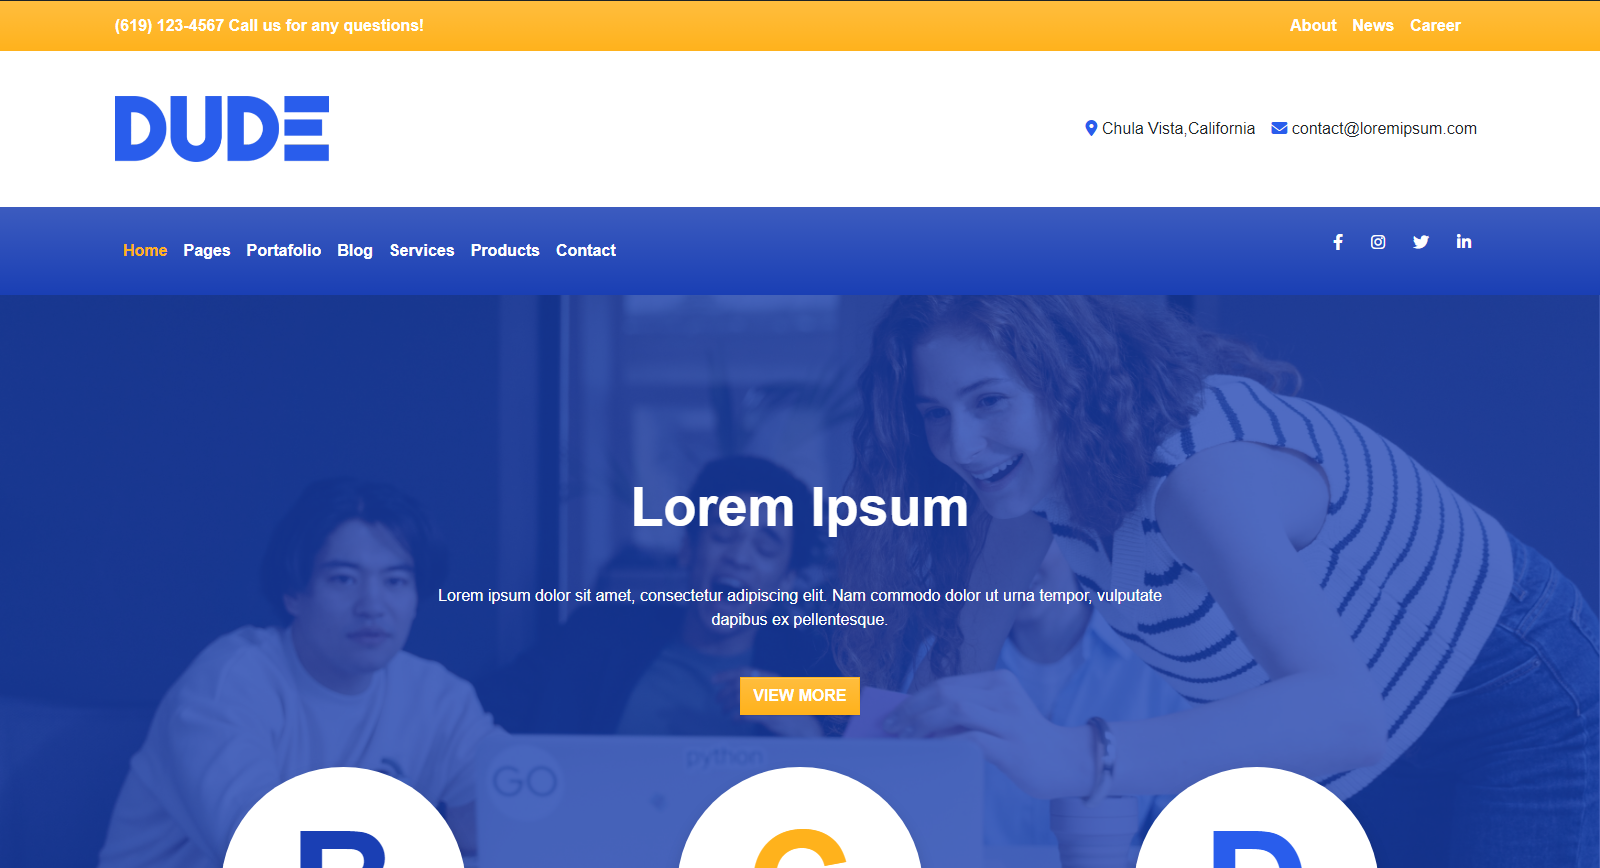 (619) 123-4567 Call us for any questions!
About News Career
DUDE
Chula Vista,California contact@loremipsum.com
Home Pages Portafolio Blog Services Products Contact
Lorem Ipsum
Lorem ipsum dolor sit amet, consectetur adipiscing elit. Nam commodo dolor ut urna tempor, vulputate
dapibus ex pellentesque.
VIEW MORE
GO
python
B C D